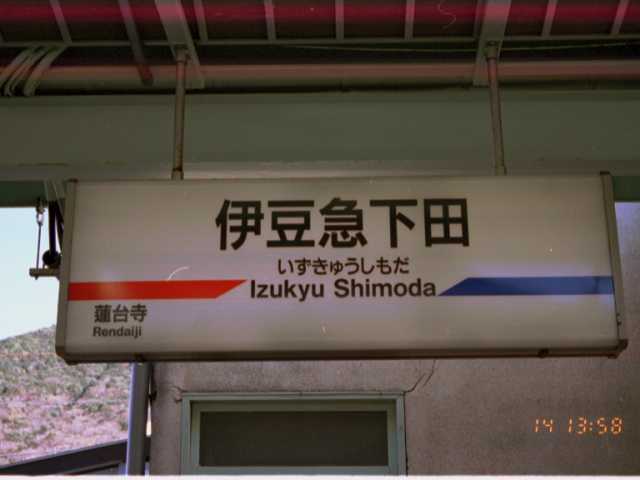 伊豆急下田
いずきゅうしもだ
Izukyu Shimoda
蓮台寺
Rendaiji
14 13:58